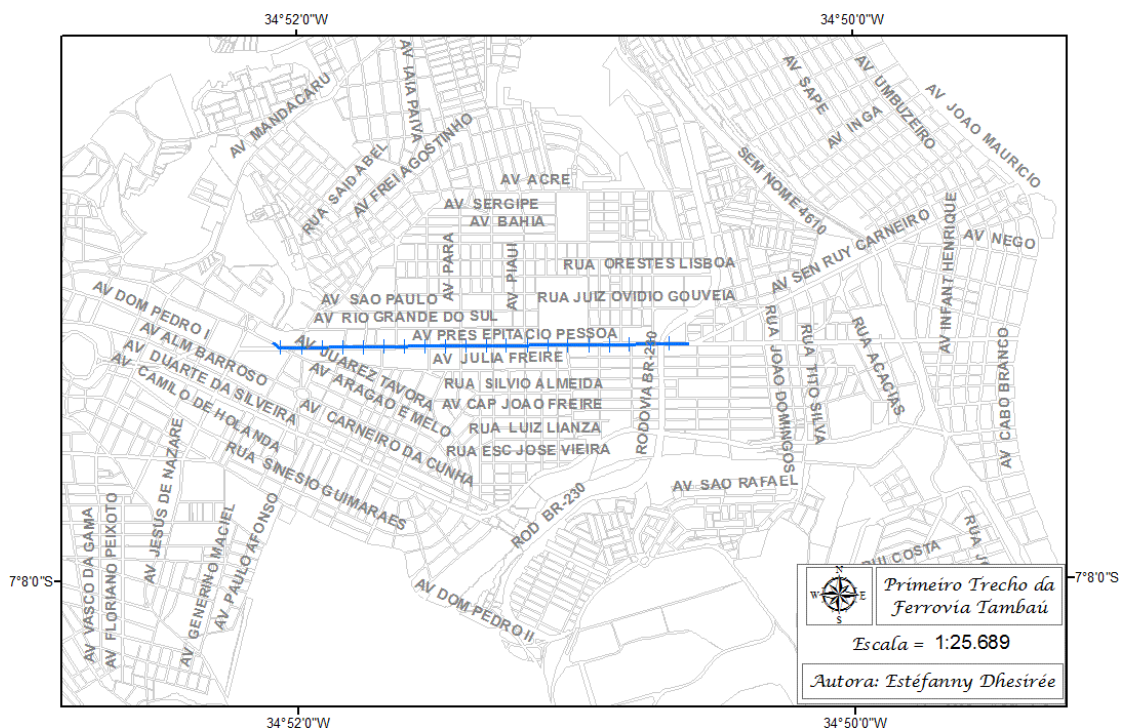 34°52'0"W
34°50'0"W
AV MANDACARU
AV IAIA PAIVA
AV SAPE
AV UMBUZEIRO
AV JOAO MAURICIO
AV INGA
RUA SAID ABEL
AV FREI AGOSTINHO
SEM NOME 4610
AV ACRE
AV SERGIPE
AV BAHIA
AV PARA
AV PIAUI
RUA ORESTES LISBOA
AV SEN RUY CARNEIRO
AV INFANT HENRIQUE
AV NEGO
AV DOM PEDRO I
AV SAO PAULO
RUA JUIZ OVIDIO GOUVEIA
AV RIO GRANDE DO SUL
AV PRES EPITACIO PESSOA
AV ALM BARROSO
AV JUAREZ TAVORA
AV JULIA FREIRE
RODOVIA BR-230
RUA JOAO DOMINGOS
RUA TITO SILVA
RUA ACACIAS
AV CABO BRANCO
AV DUARTE DA SILVEIRA
AV ARAGAO E MELO
RUA SILVIO ALMEIDA
AV CAMILO DE HOLANDA
AV CARNEIRO DA CUNHA
AV CAP JOAO FREIRE
RUA LUIZ LIANZA
RUA ESC JOSE VIEIRA
RUA SINESIO GUIMARAES
AV SAO RAFAEL
ROD BR-230
AV VASCO DA GAMA
AV FLORIANO PEIXOTO
AV JESUS DE NAZARE
AV GENERINO MACIEL
AV PAULO AFONSO
AV DOM PEDRO II
COSTA
7°8'0"S
7°8'0"S
N
W
E
S
Primeiro Trecho da
Ferrovia Tambaú
Escala = 1:25.689
Autora: Estéfanny Dhesirée
34°52'0"W
34°50'0"W